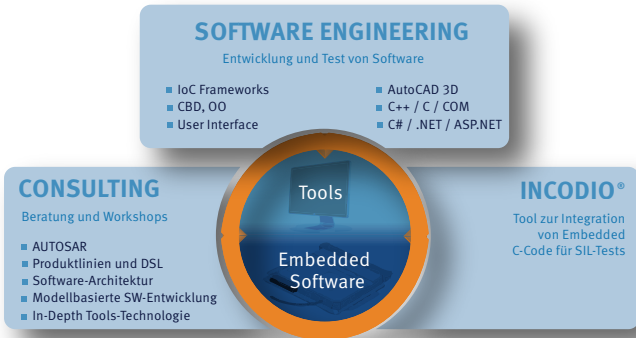 SOFTWARE ENGINEERING
Entwicklung und Test von Software
IoC Frameworks
CBD, OO
User Interface
AutoCAD 3D
C++ / C / COM
C# / .NET / ASP.NET
CONSULTING
Beratung und Workshops
AUTOSAR
Produktlinien und DSL
Software-Architektur
Modellbasierte SW-Entwicklung
In-Depth Tools-Technologie
Tools
Embedded
Software
INCODIO®
Tool zur Integration
von Embedded
C-Code für SIL-Tests